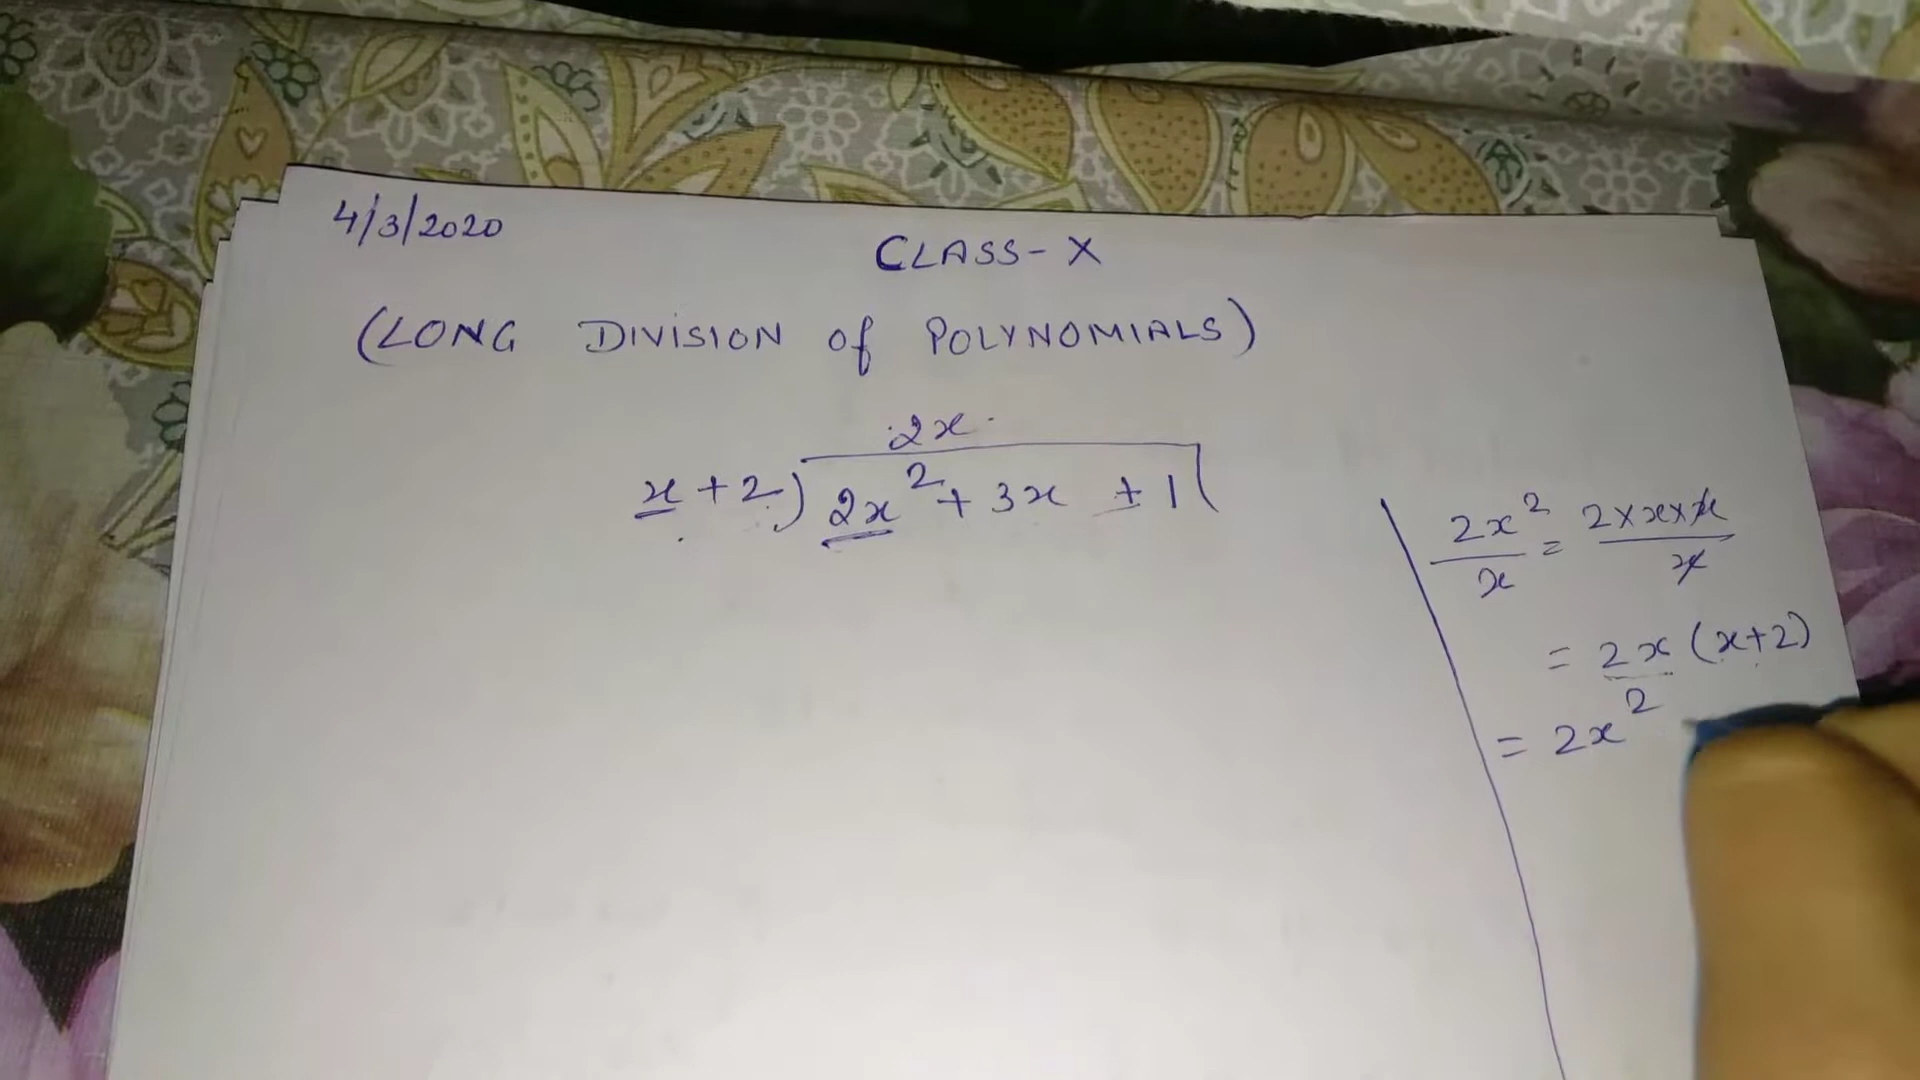 4/3/2020
CLASS-X
(LONG DIVISION of POLYNOMIALS)
2x
x+2) 2x² + 3x + 1(
2x²/x = 2×x×x/x
= 2x (x+2)
= 2x²